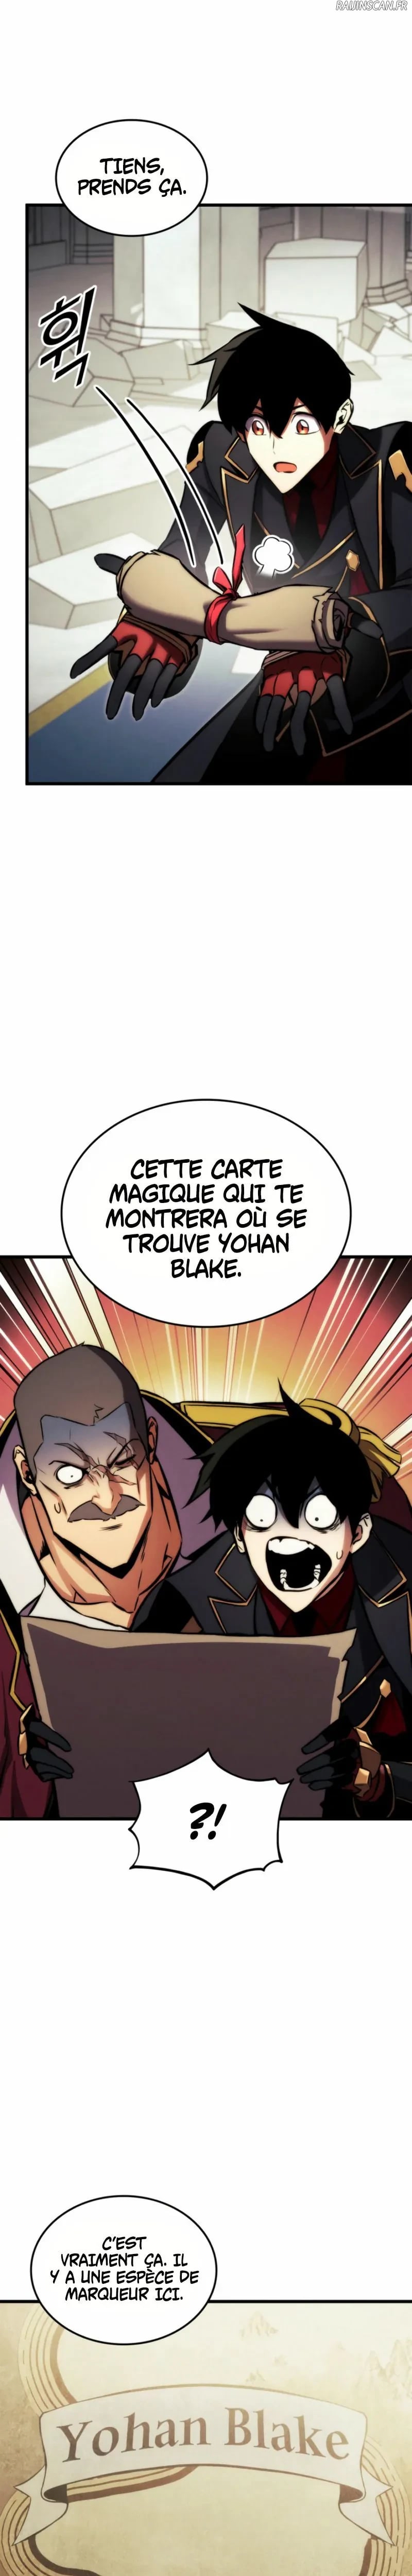 RAIJINSCAN.FR
TIENS,
PRENDS ÇA.
휙
CETTE CARTE
MAGIQUE QUI TE
MONTRERA OÙ SE
TROUVE YOHAN
BLAKE.
?!
C'EST
VRAIMENT ÇA. IL
Y A UNE ESPÈCE DE
MARQUEUR ICI.
Yohan Blake